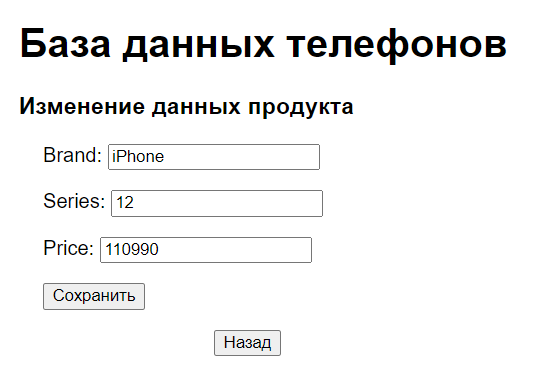 База данных телефонов
Изменение данных продукта
Brand: iPhone
Series: 12
Price: 110990
Сохранить
Назад